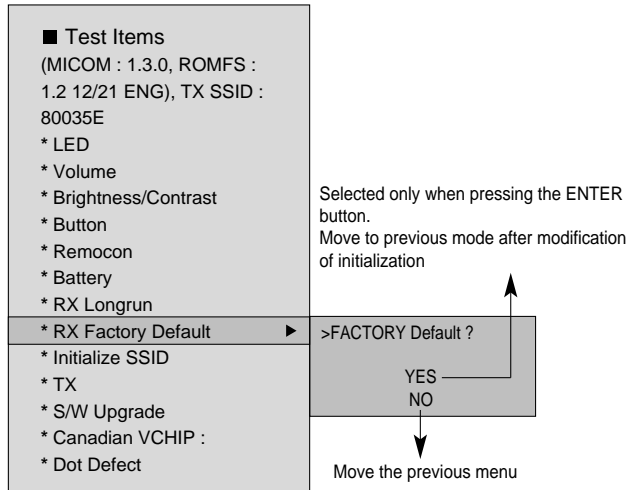 ■ Test Items
(MICOM : 1.3.0, ROMFS :
1.2 12/21 ENG), TX SSID :
80035E
* LED
* Volume
* Brightness/Contrast
* Button
* Remocon
* Battery
* RX Longrun
* RX Factory Default ▶
* Initialize SSID
* TX
* S/W Upgrade
* Canadian VCHIP :
* Dot Defect
Selected only when pressing the ENTER
button.
Move to previous mode after modification
of initialization
>FACTORY Default ?
YES
NO
Move the previous menu